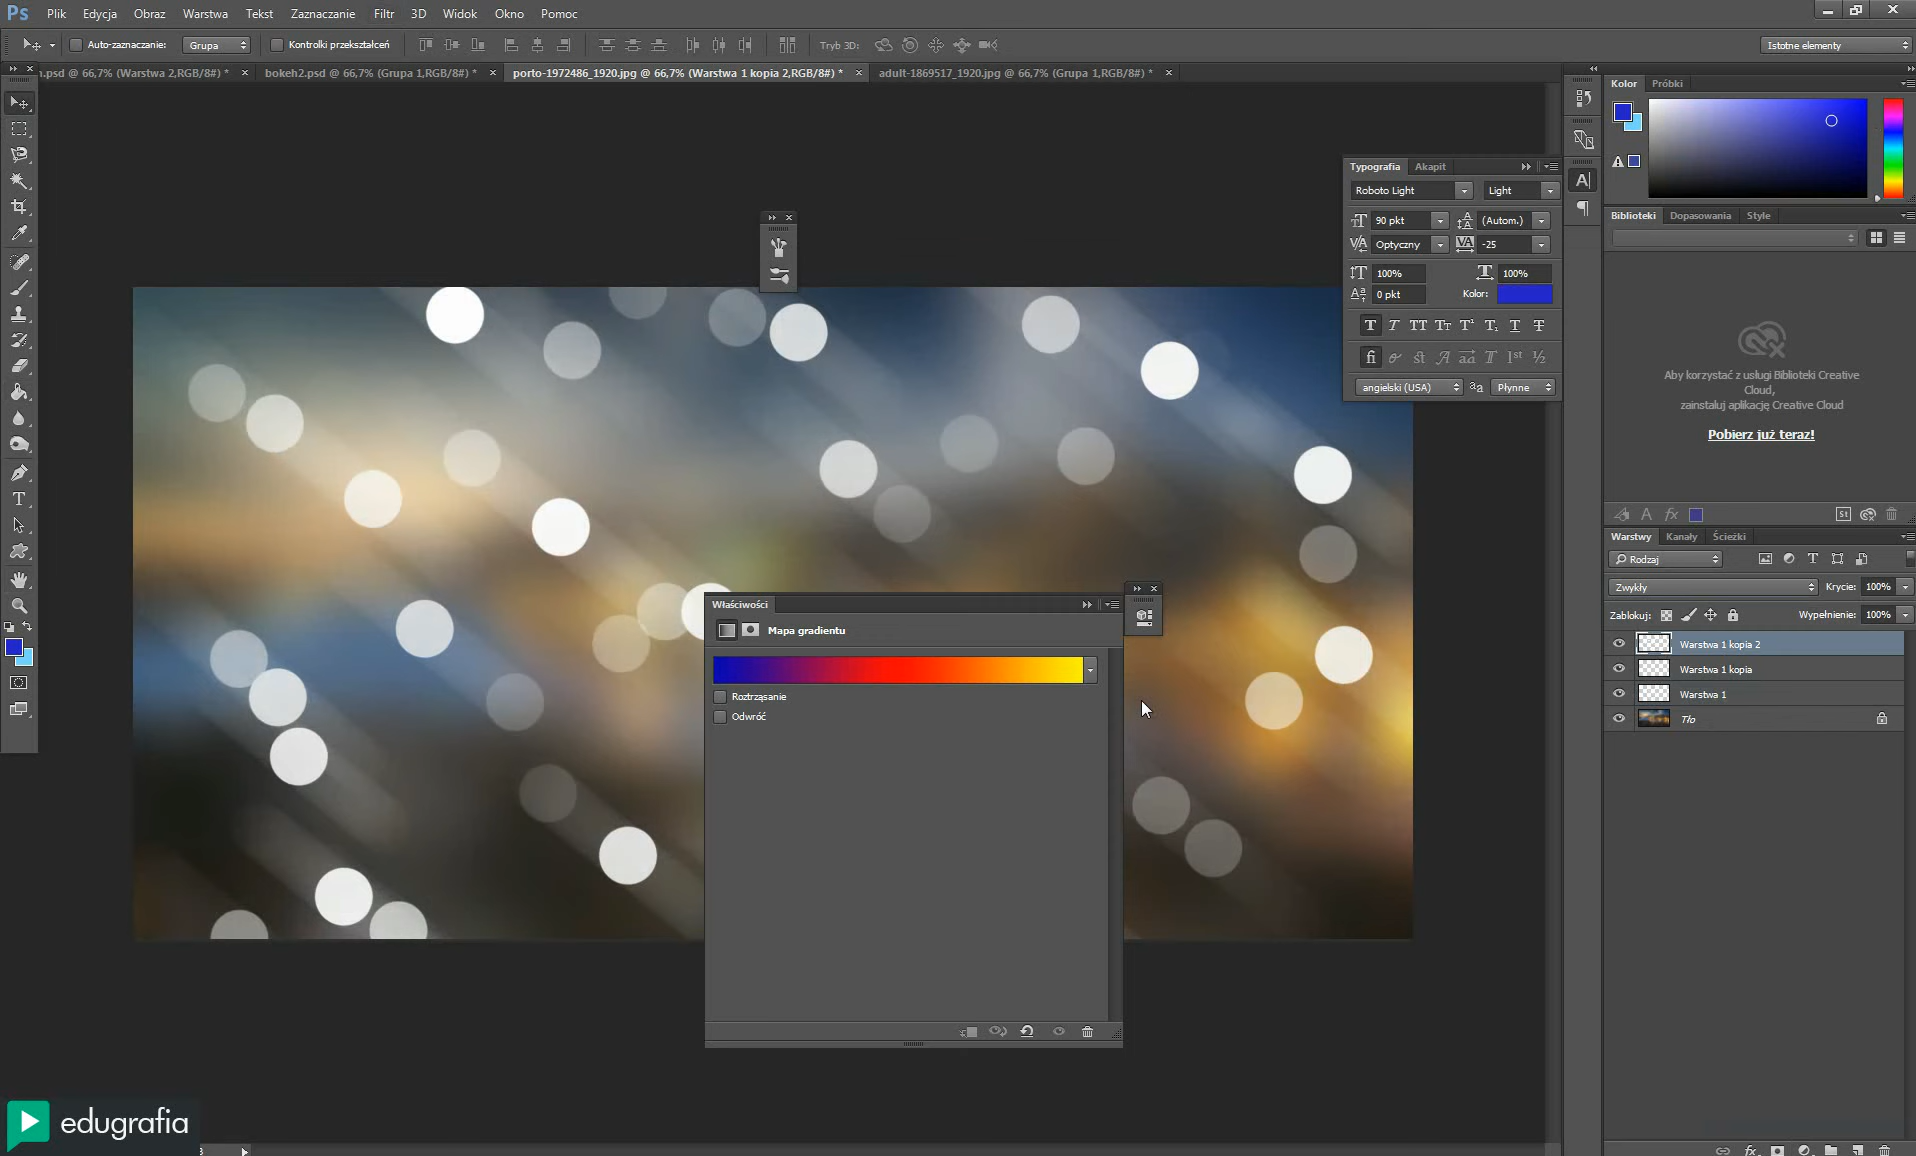 Ps Plik Edycja Obraz Warstwa Tekst Zaznaczanie Filtr 3D Widok Okno Pomoc
Auto-zaznaczanie: Grupa Kontrolki przekształceń Tryb 3D: Istotne elementy
.psd @ 66,7% (Warstwa 2,RGB/8#) * bokeh2.psd @ 66,7% (Grupa 1,RGB/8#) * porto-1972486_1920.jpg @ 66,7% (Warstwa 1 kopia 2,RGB/8#) * adult-1869517_1920.jpg @ 66,7% (Grupa 1,RGB/8#) *
Kolor Próbki
Typografia Akapit
Roboto Light Light
90 pkt (Autom.)
Optyczny -25
100% 100%
0 pkt Kolor:
angielski (USA) aa Płynne
Biblioteki Dopasowania Style
Aby korzystać z usługi Biblioteki Creative
Cloud,
zainstaluj aplikację Creative Cloud
Pobierz już teraz!
St
Warstwy Kanały Ścieżki
Rodzaj
Zwykły Krycie: 100%
Zablokuj: Wypełnienie: 100%
Warstwa 1 kopia 2
Warstwa 1 kopia
Warstwa 1
Tło
Właściwości
Mapa gradientu
Roztrząsanie
Odwróć
edugrafia